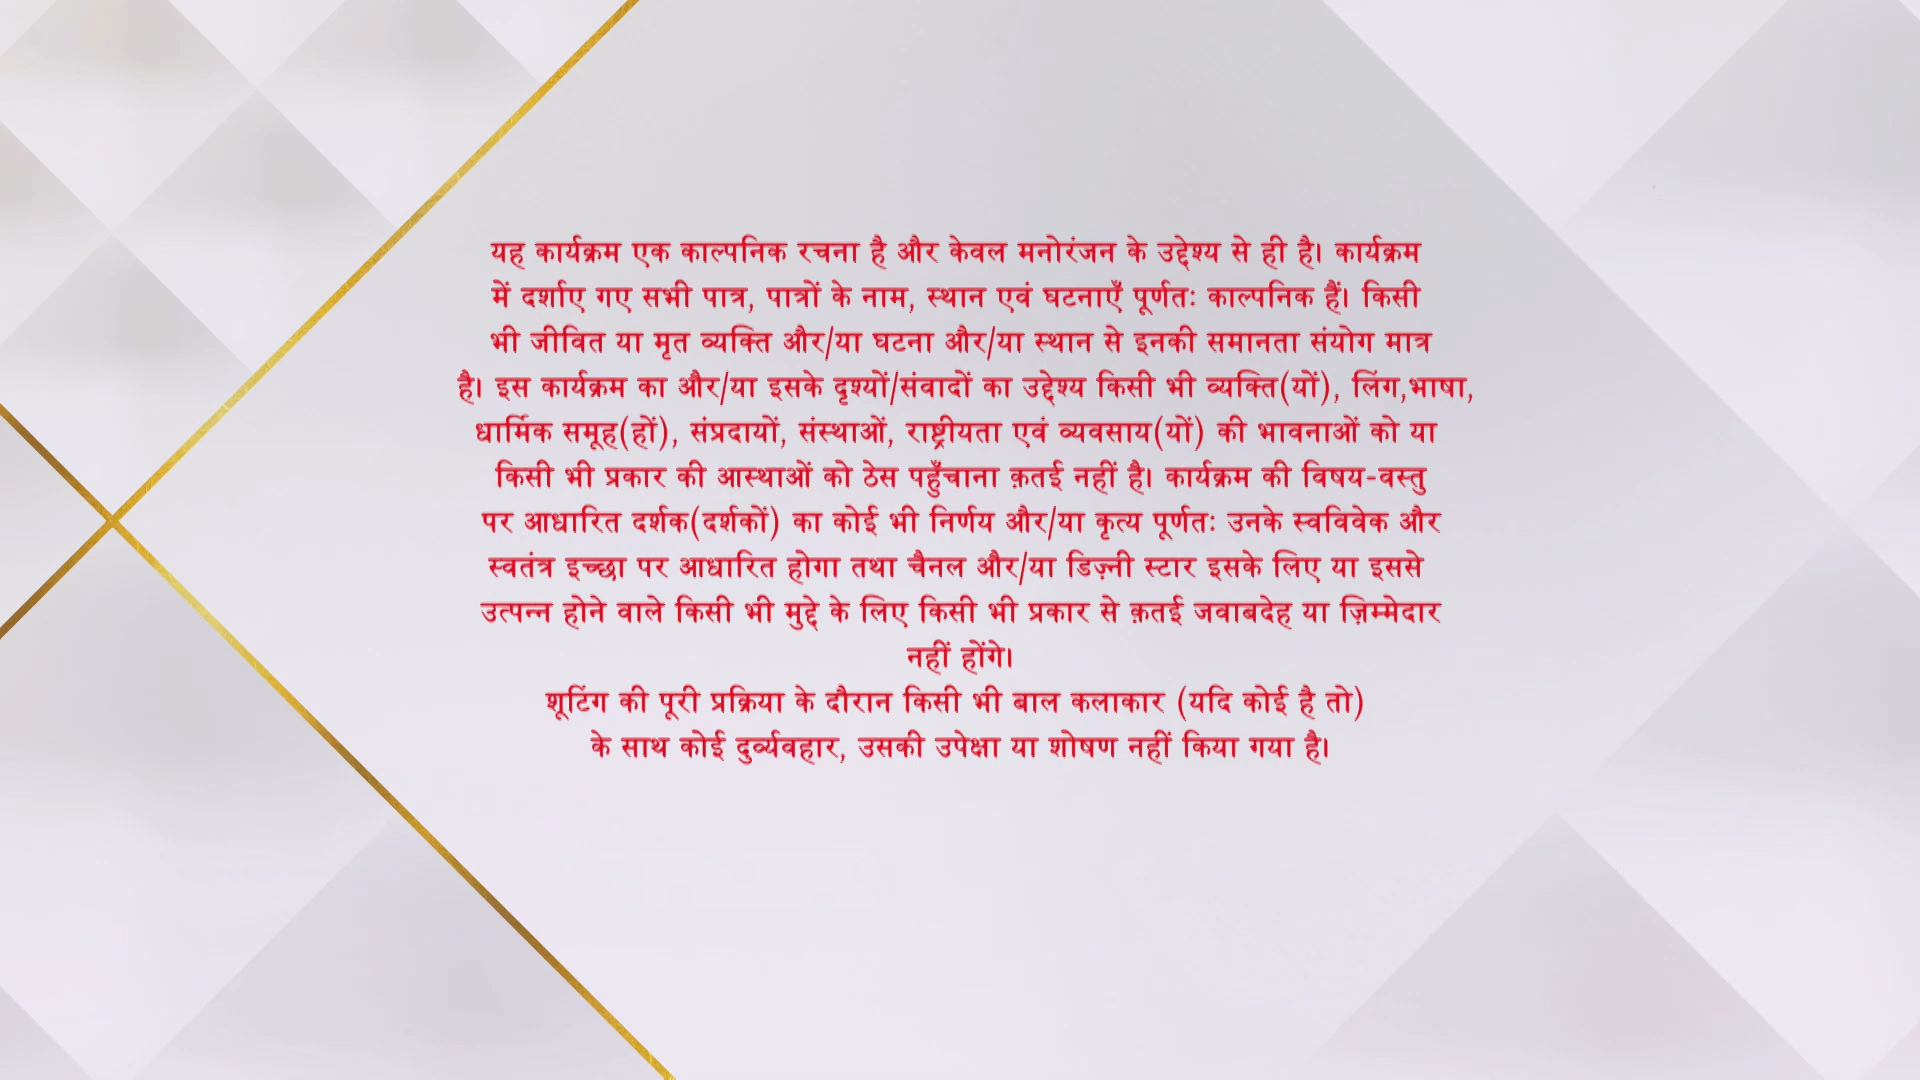 यह कार्यक्रम एक काल्पनिक रचना है और केवल मनोरंजन के उद्देश्य से ही है। कार्यक्रम
में दर्शाए गए सभी पात्र, पात्रों के नाम, स्थान एवं घटनाएँ पूर्णतः काल्पनिक हैं। किसी
भी जीवित या मृत व्यक्ति और/या घटना और/या स्थान से इनकी समानता संयोग मात्र
है। इस कार्यक्रम का और/या इसके दृश्यों/संवादों का उद्देश्य किसी भी व्यक्ति(यों), लिंग,भाषा,
धार्मिक समूह(हों), संप्रदायों, संस्थाओं, राष्ट्रीयता एवं व्यवसाय(यों) की भावनाओं को या
किसी भी प्रकार की आस्थाओं को ठेस पहुँचाना क़तई नहीं है। कार्यक्रम की विषय-वस्तु
पर आधारित दर्शक(दर्शकों) का कोई भी निर्णय और/या कृत्य पूर्णतः उनके स्वविवेक और
स्वतंत्र इच्छा पर आधारित होगा तथा चैनल और/या डिज़्नी स्टार इसके लिए या इससे
उत्पन्न होने वाले किसी भी मुद्दे के लिए किसी भी प्रकार से क़तई जवाबदेह या ज़िम्मेदार
नहीं होंगे।
शूटिंग की पूरी प्रक्रिया के दौरान किसी भी बाल कलाकार (यदि कोई है तो)
के साथ कोई दुर्व्यवहार, उसकी उपेक्षा या शोषण नहीं किया गया है।